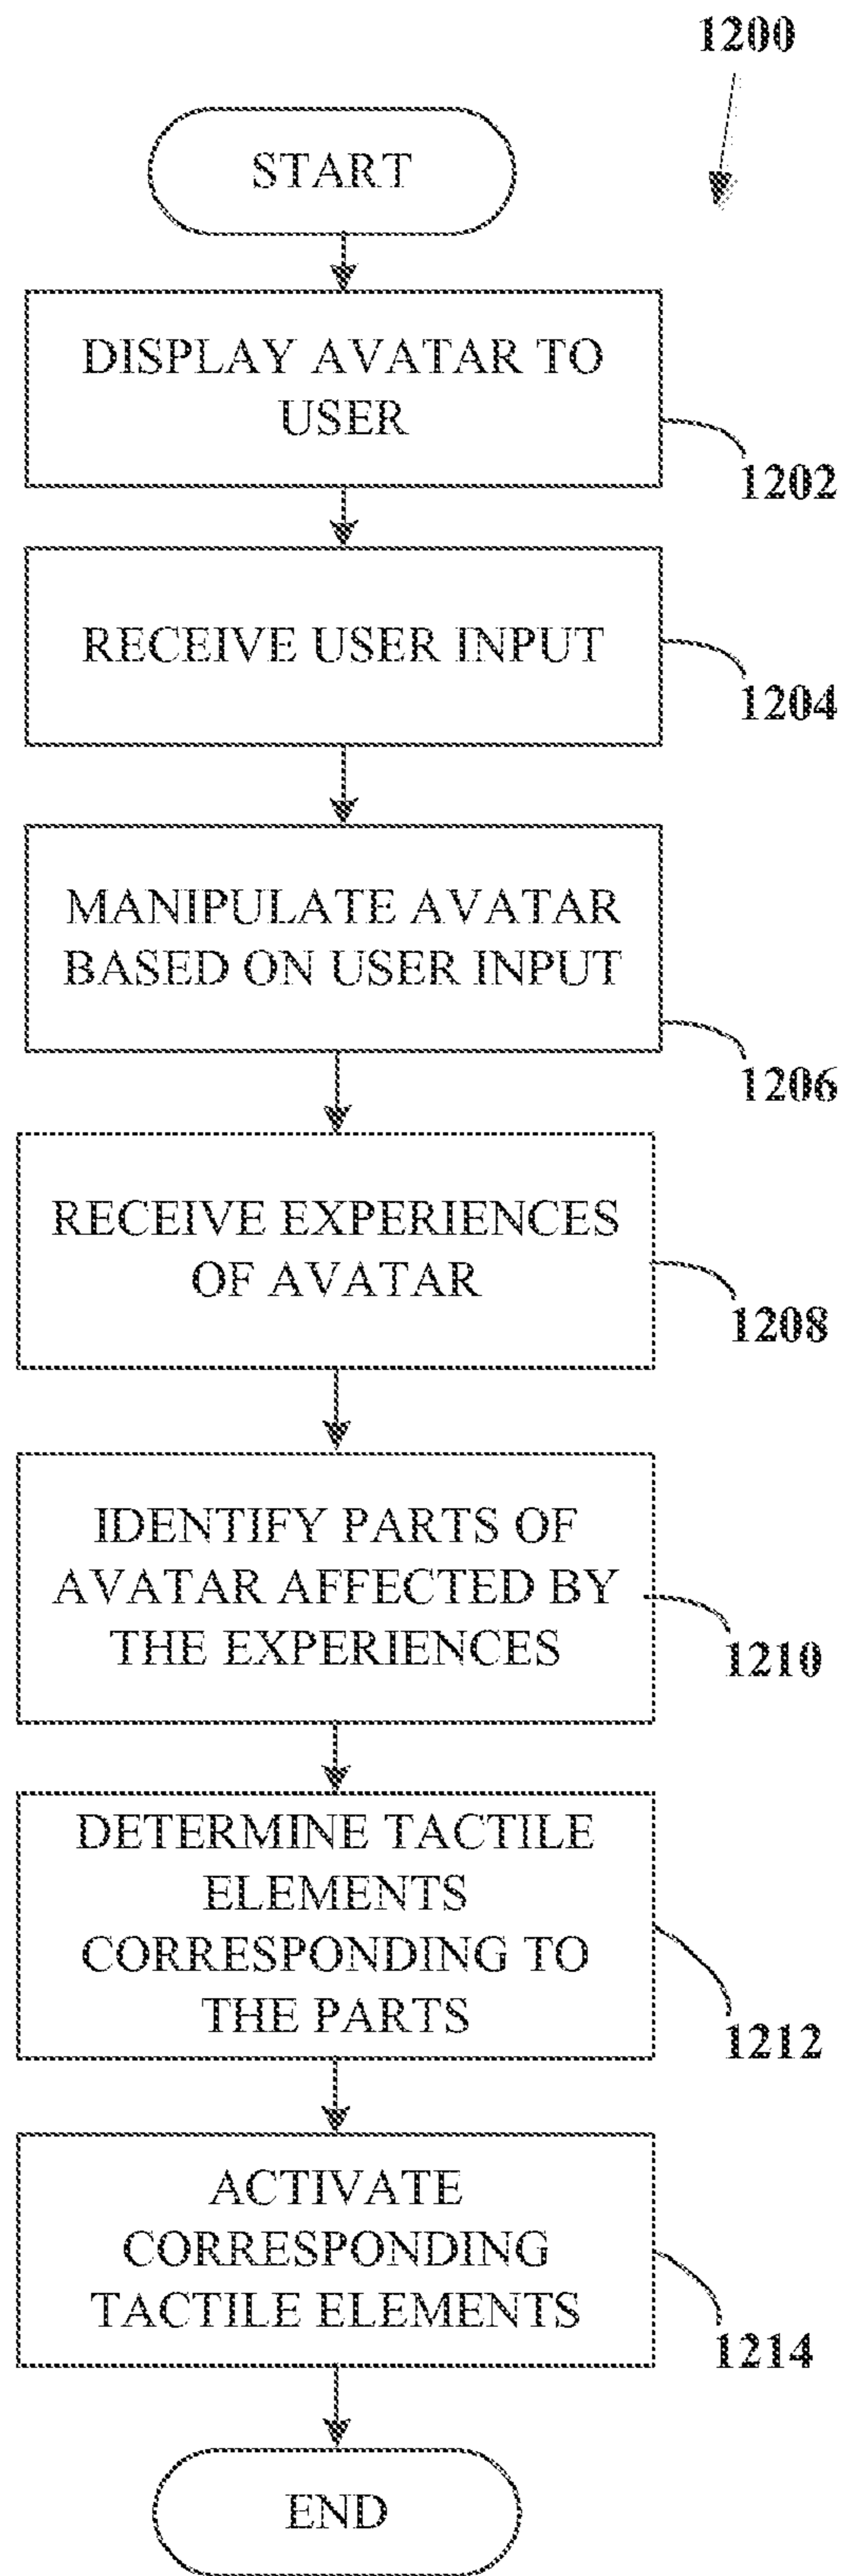 1200
START
DISPLAY AVATAR TO
USER
1202
RECEIVE USER INPUT
1204
MANIPULATE AVATAR
BASED ON USER INPUT
1206
RECEIVE EXPERIENCES
OF AVATAR
1208
IDENTIFY PARTS OF
AVATAR AFFECTED BY
THE EXPERIENCES
1210
DETERMINE TACTILE
ELEMENTS
CORRESPONDING TO
THE PARTS
1212
ACTIVATE
CORRESPONDING
TACTILE ELEMENTS
1214
END